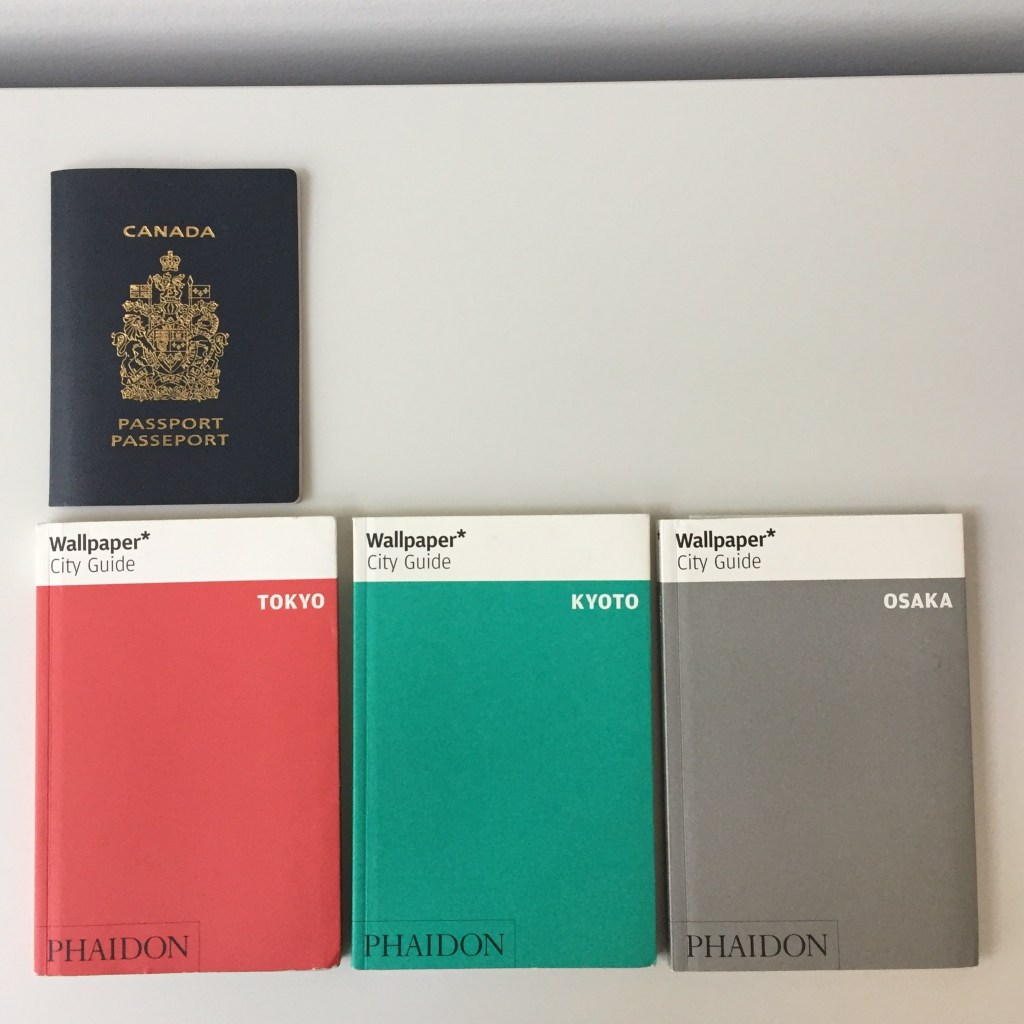 CANADA
PASSPORT
PASSEPORT
Wallpaper*
City Guide
TOKYO
PHAIDON
Wallpaper*
City Guide
KYOTO
PHAIDON
Wallpaper*
City Guide
OSAKA
PHAIDON